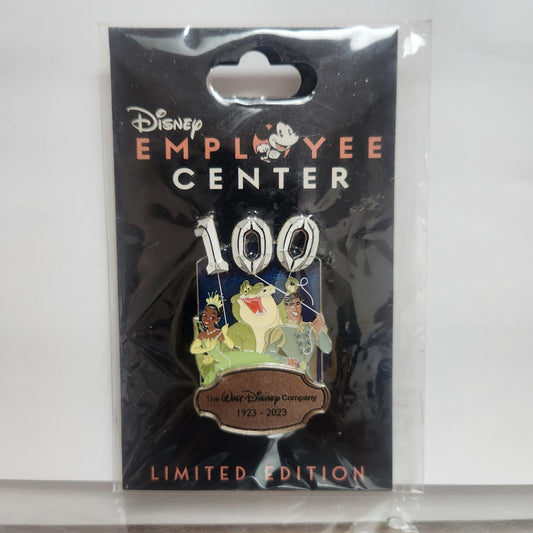 Disney
EMPLOYEE
CENTER
100
The WALT DISNEY Company
1923 - 2023
LIMITED EDITION